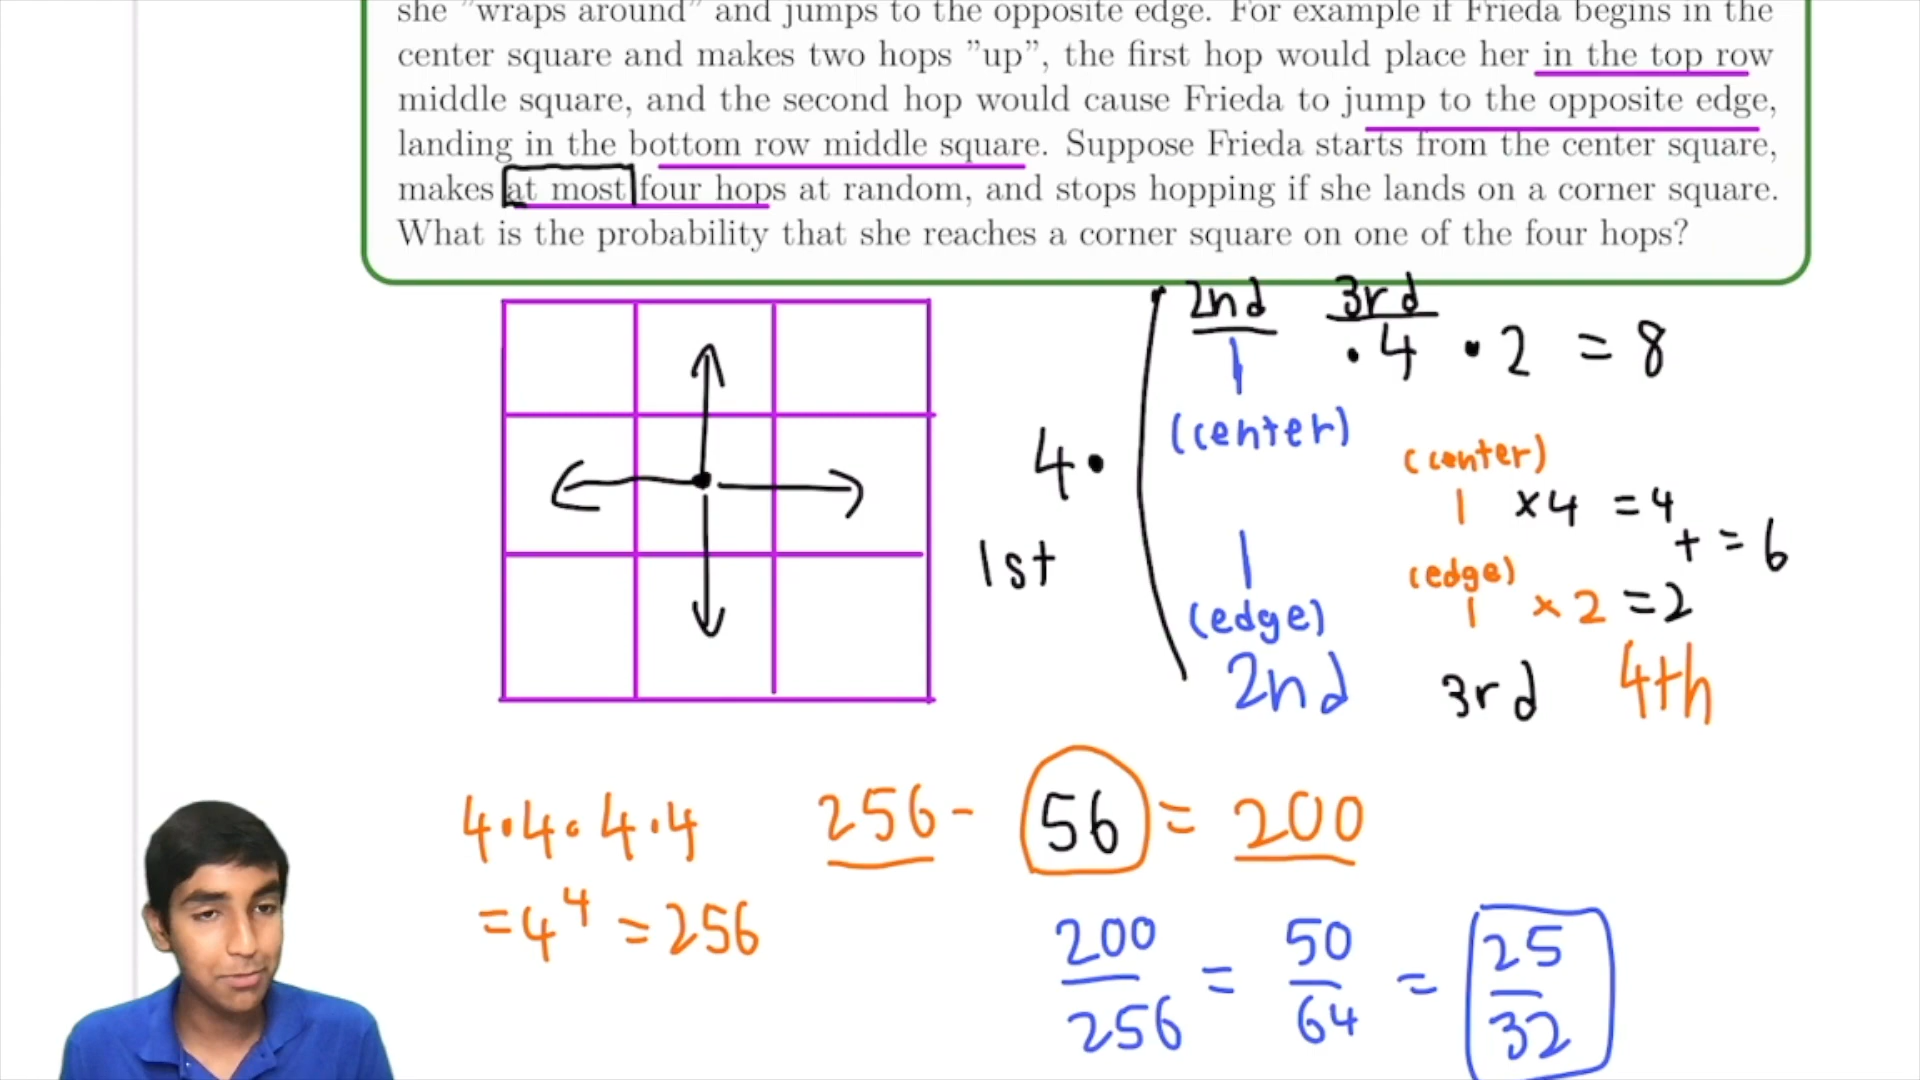 she "wraps around" and jumps to the opposite edge. For example if Frieda begins in the
center square and makes two hops "up", the first hop would place her in the top row
middle square, and the second hop would cause Frieda to jump to the opposite edge,
landing in the bottom row middle square. Suppose Frieda starts from the center square,
makes at most four hops at random, and stops hopping if she lands on a corner square.
What is the probability that she reaches a corner square on one of the four hops?
2nd 3rd
1 · 4 · 2 = 8
(center)
4 ·
(center)
1 × 4 = 4
+ = 6
1st
1
(edge)
(edge)
1 × 2 = 2
2nd 3rd 4th
4·4·4·4
256 - 56 = 200
= 4^4 = 256
200/256 = 50/64 = 25/32